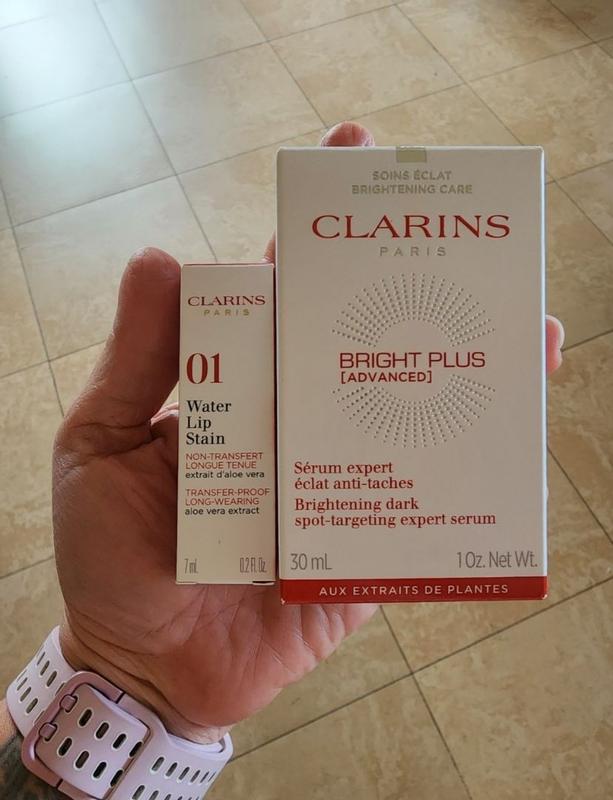 CLARINS
PARIS
01
Water
Lip
Stain
NON-TRANSFERT
LONGUE TENUE
extrait d'aloe vera
TRANSFER-PROOF
LONG-WEARING
aloe vera extract
7 mL 0.2 Fl. Oz.
SOINS ÉCLAT
BRIGHTENING CARE
CLARINS
PARIS
BRIGHT PLUS
[ADVANCED]
Sérum expert
éclat anti-taches
Brightening dark
spot-targeting expert serum
30 mL 1 Oz. Net Wt.
AUX EXTRAITS DE PLANTES